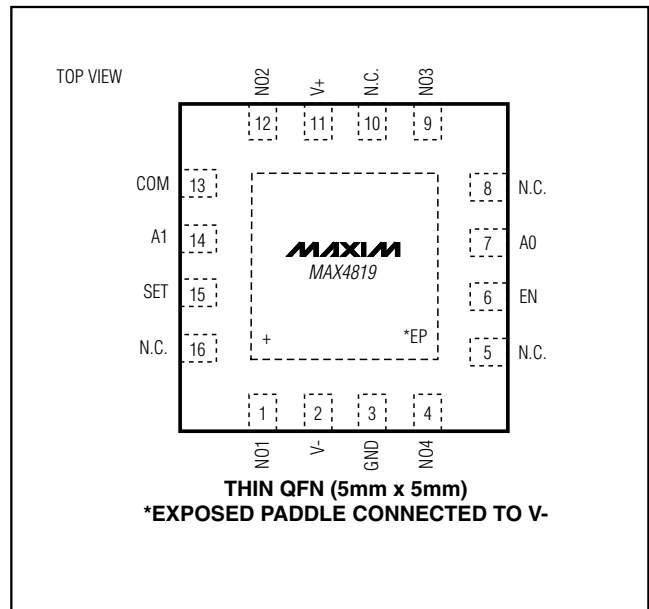 TOP VIEW
NO2
V+
N.C.
NO3
12
11
10
9
COM 13
8 N.C.
A1 14
7 A0
SET 15
6 EN
N.C. 16
5 N.C.
MAXIM
MAX4819
+
*EP
1
2
3
4
NO1
V-
GND
NO4
THIN QFN (5mm x 5mm)
*EXPOSED PADDLE CONNECTED TO V-